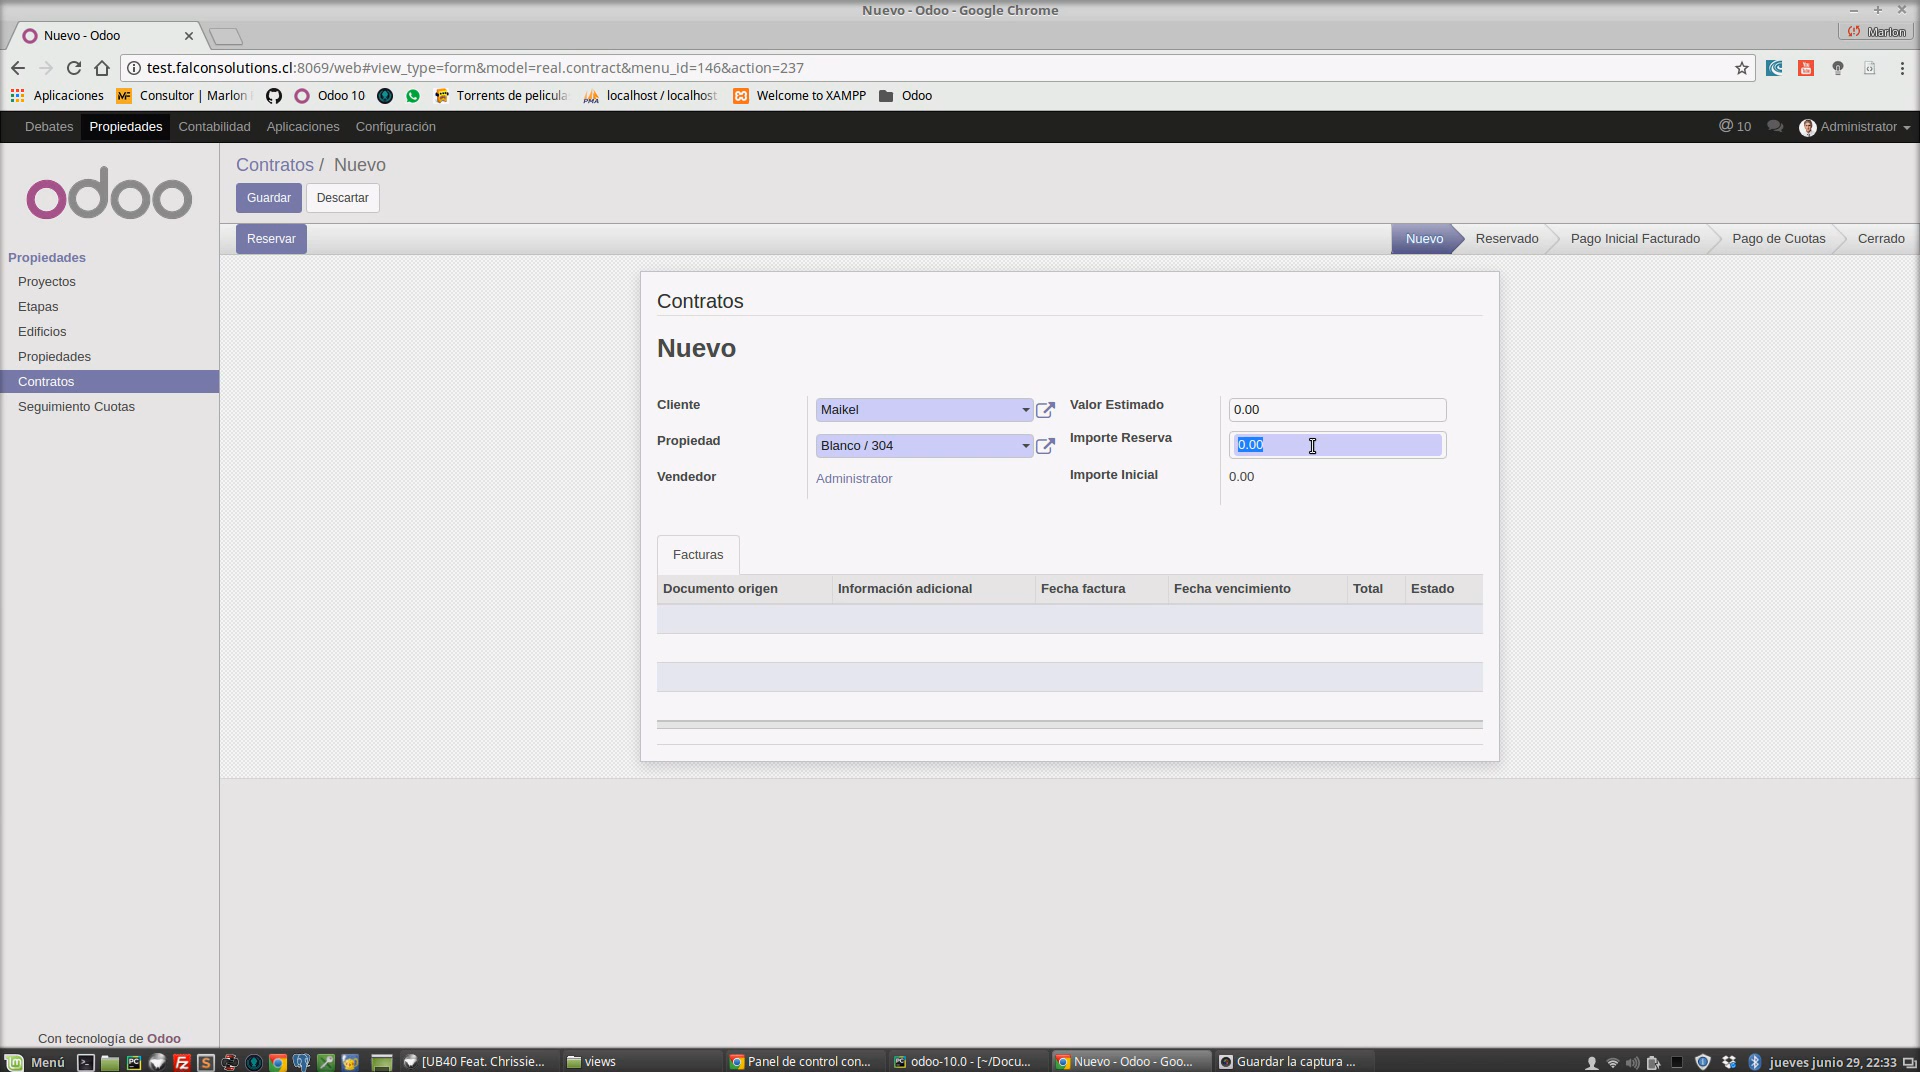 Nuevo - Odoo - Google Chrome
Nuevo - Odoo
Marlon
test.falconsolutions.cl:8069/web#view_type=form&model=real.contract&menu_id=146&action=237
Aplicaciones
Consultor | Marlon
Odoo 10
Torrents de pelicula
localhost / localhost
Welcome to XAMPP
Odoo
Debates Propiedades Contabilidad Aplicaciones Configuración
@ 10
Administrator
odoo
Contratos / Nuevo
Guardar Descartar
Reservar
Nuevo Reservado Pago Inicial Facturado Pago de Cuotas Cerrado
Propiedades
Proyectos
Etapas
Edificios
Propiedades
Contratos
Seguimiento Cuotas
Contratos
Nuevo
Cliente Maikel Valor Estimado 0.00
Propiedad Blanco / 304 Importe Reserva 0.00
Vendedor Administrator Importe Inicial 0.00
Facturas
Documento origen Información adicional Fecha factura Fecha vencimiento Total Estado
Con tecnología de Odoo
Menú
[UB40 Feat. Chrissie...
views
Panel de control con...
odoo-10.0 - [~/Docu...
Nuevo - Odoo - Goo...
Guardar la captura ...
jueves junio 29, 22:33